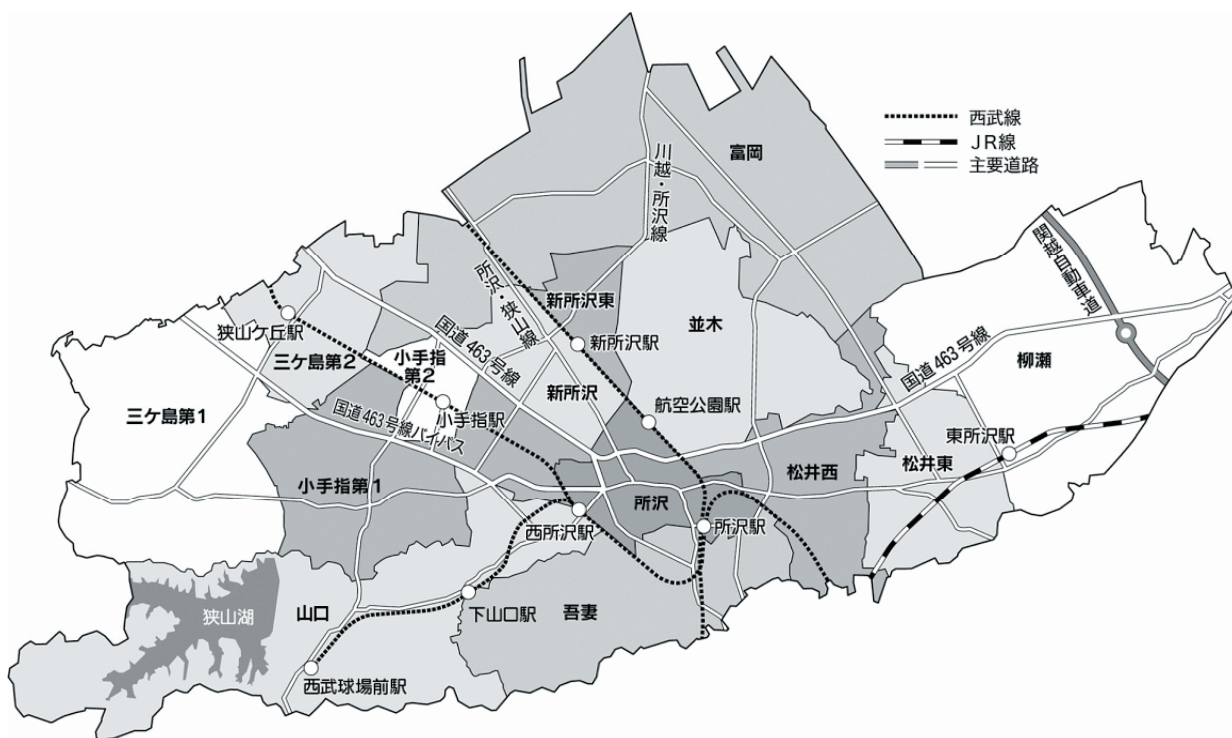 西武線
JR線
主要道路
富岡
川越・所沢線
関越自動車道
所沢・狭山線
新所沢東
並木
狭山ケ丘駅
新所沢駅
国道463号線
国道463号線
柳瀬
三ケ島第2
小手指
第2
新所沢
航空公園駅
三ケ島第1
小手指駅
国道463号線バイパス
東所沢駅
松井西
松井東
小手指第1
所沢
西所沢駅
所沢駅
狭山湖
山口
下山口駅
吾妻
西武球場前駅